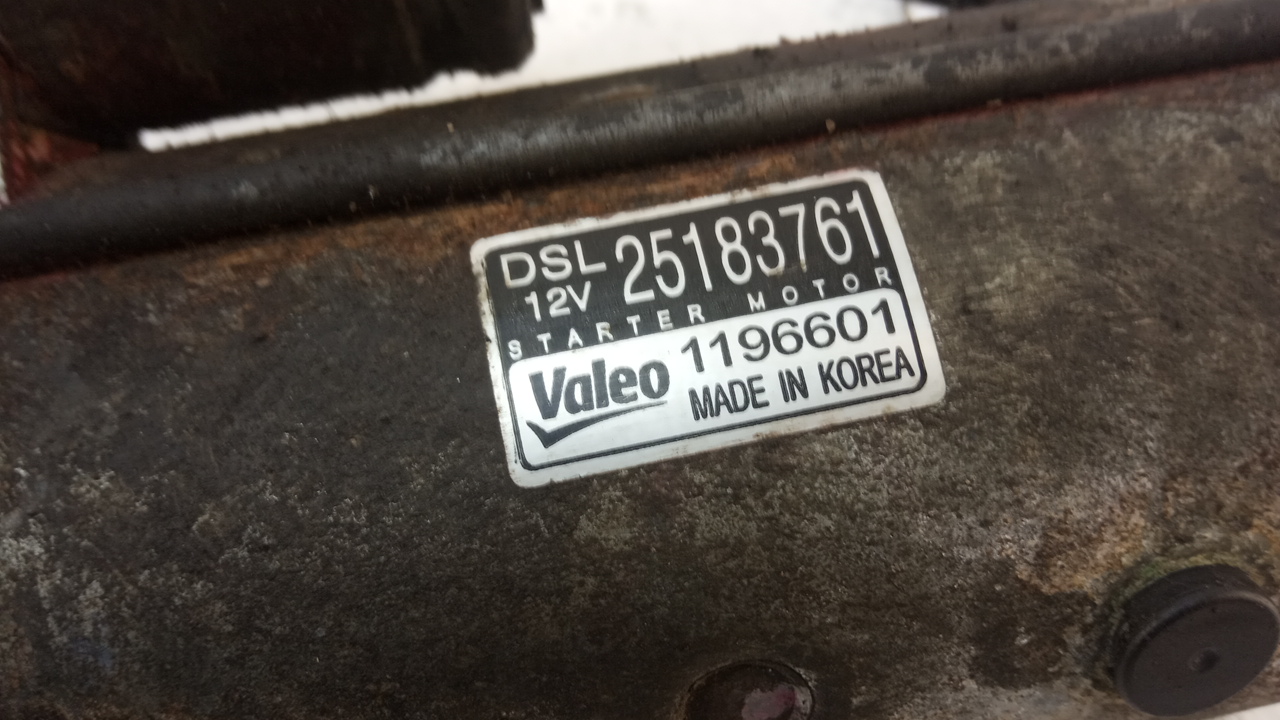 DSL 25183761
12V
STARTER MOTOR
Valeo 1196601
MADE IN KOREA